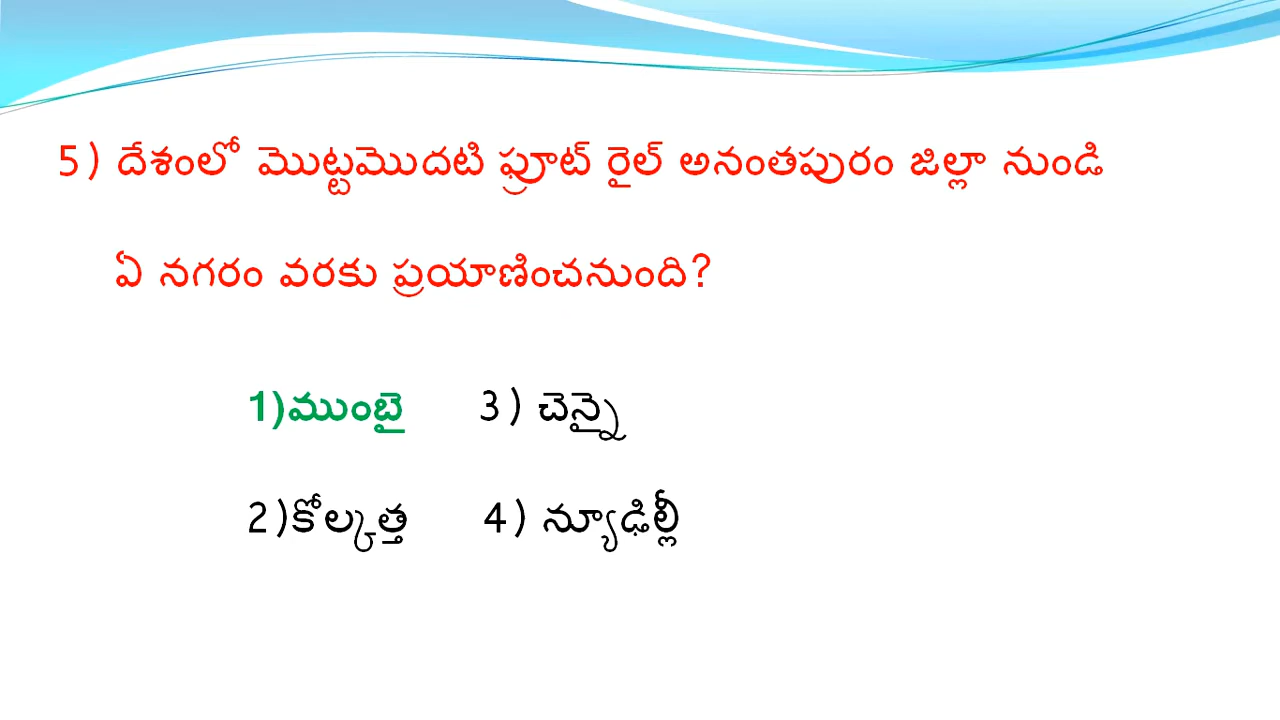 5) దేశంలో మొట్టమొదటి ఫ్రూట్ రైల్ అనంతపురం జిల్లా నుండి
ఏ నగరం వరకు ప్రయాణించనుంది?
1)ముంబై 3) చెన్నై
2)కోల్కత్త 4) న్యూఢిల్లీ